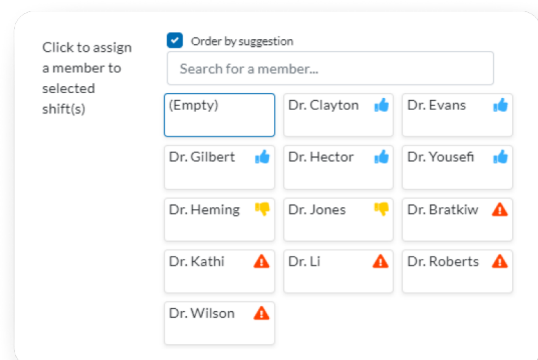 Click to assign
a member to
selected
shift(s)
Order by suggestion
Search for a member...
(Empty)
Dr. Clayton
Dr. Evans
Dr. Gilbert
Dr. Hector
Dr. Yousefi
Dr. Heming
Dr. Jones
Dr. Bratkiw
Dr. Kathi
Dr. Li
Dr. Roberts
Dr. Wilson